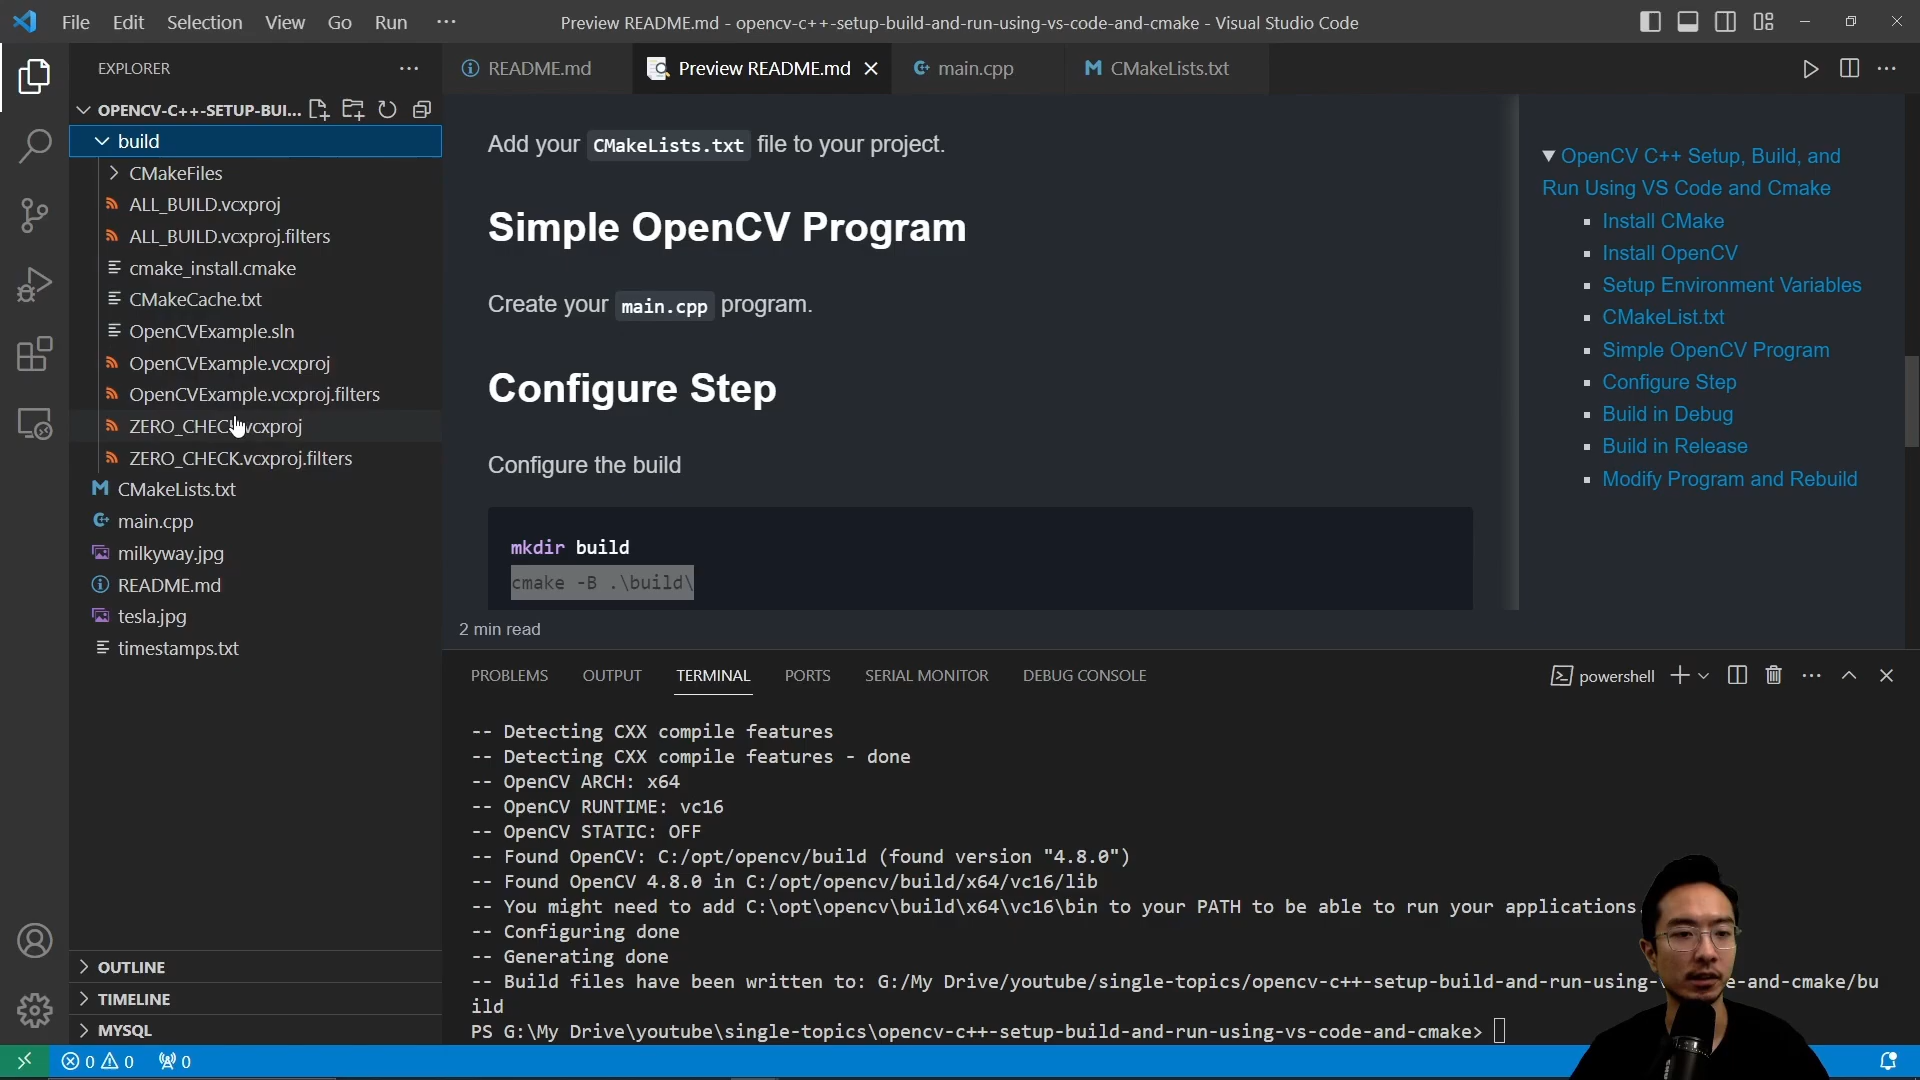 File Edit Selection View Go Run ···
Preview README.md - opencv-c++-setup-build-and-run-using-vs-code-and-cmake - Visual Studio Code
EXPLORER
OPENCV-C++-SETUP-BUI...
build
CMakeFiles
ALL_BUILD.vcxproj
ALL_BUILD.vcxproj.filters
cmake_install.cmake
CMakeCache.txt
OpenCVExample.sln
OpenCVExample.vcxproj
OpenCVExample.vcxproj.filters
ZERO_CHECK.vcxproj
ZERO_CHECK.vcxproj.filters
CMakeLists.txt
main.cpp
milkyway.jpg
README.md
tesla.jpg
timestamps.txt
OUTLINE
TIMELINE
MYSQL
README.md
Preview README.md
main.cpp
CMakeLists.txt
Add your CMakeLists.txt file to your project.
Simple OpenCV Program
Create your main.cpp program.
Configure Step
Configure the build
mkdir build
cmake -B .\build\
2 min read
▼ OpenCV C++ Setup, Build, and
Run Using VS Code and Cmake
Install CMake
Install OpenCV
Setup Environment Variables
CMakeList.txt
Simple OpenCV Program
Configure Step
Build in Debug
Build in Release
Modify Program and Rebuild
PROBLEMS OUTPUT TERMINAL PORTS SERIAL MONITOR DEBUG CONSOLE
powershell
-- Detecting CXX compile features
-- Detecting CXX compile features - done
-- OpenCV ARCH: x64
-- OpenCV RUNTIME: vc16
-- OpenCV STATIC: OFF
-- Found OpenCV: C:/opt/opencv/build (found version "4.8.0")
-- Found OpenCV 4.8.0 in C:/opt/opencv/build/x64/vc16/lib
-- You might need to add C:\opt\opencv\build\x64\vc16\bin to your PATH to be able to run your applications.
-- Configuring done
-- Generating done
-- Build files have been written to: G:/My Drive/youtube/single-topics/opencv-c++-setup-build-and-run-using-vs-code-and-cmake/bu
ild
PS G:\My Drive\youtube\single-topics\opencv-c++-setup-build-and-run-using-vs-code-and-cmake>
0 0 0